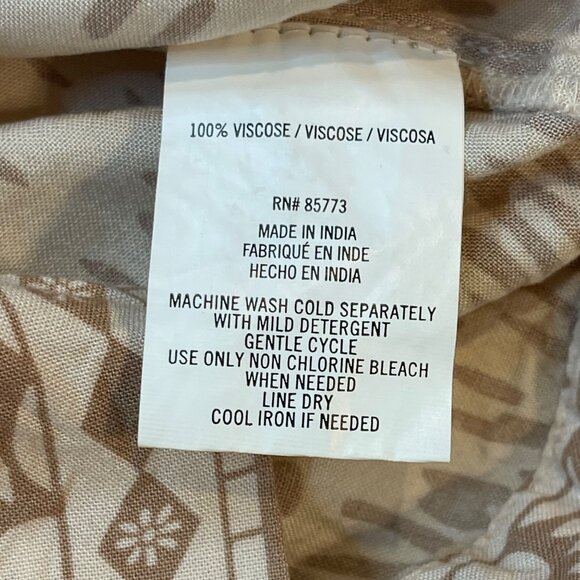 100% VISCOSE / VISCOSE / VISCOSA
RN# 85773
MADE IN INDIA
FABRIQUÉ EN INDE
HECHO EN INDIA
MACHINE WASH COLD SEPARATELY
WITH MILD DETERGENT
GENTLE CYCLE
USE ONLY NON CHLORINE BLEACH
WHEN NEEDED
LINE DRY
COOL IRON IF NEEDED